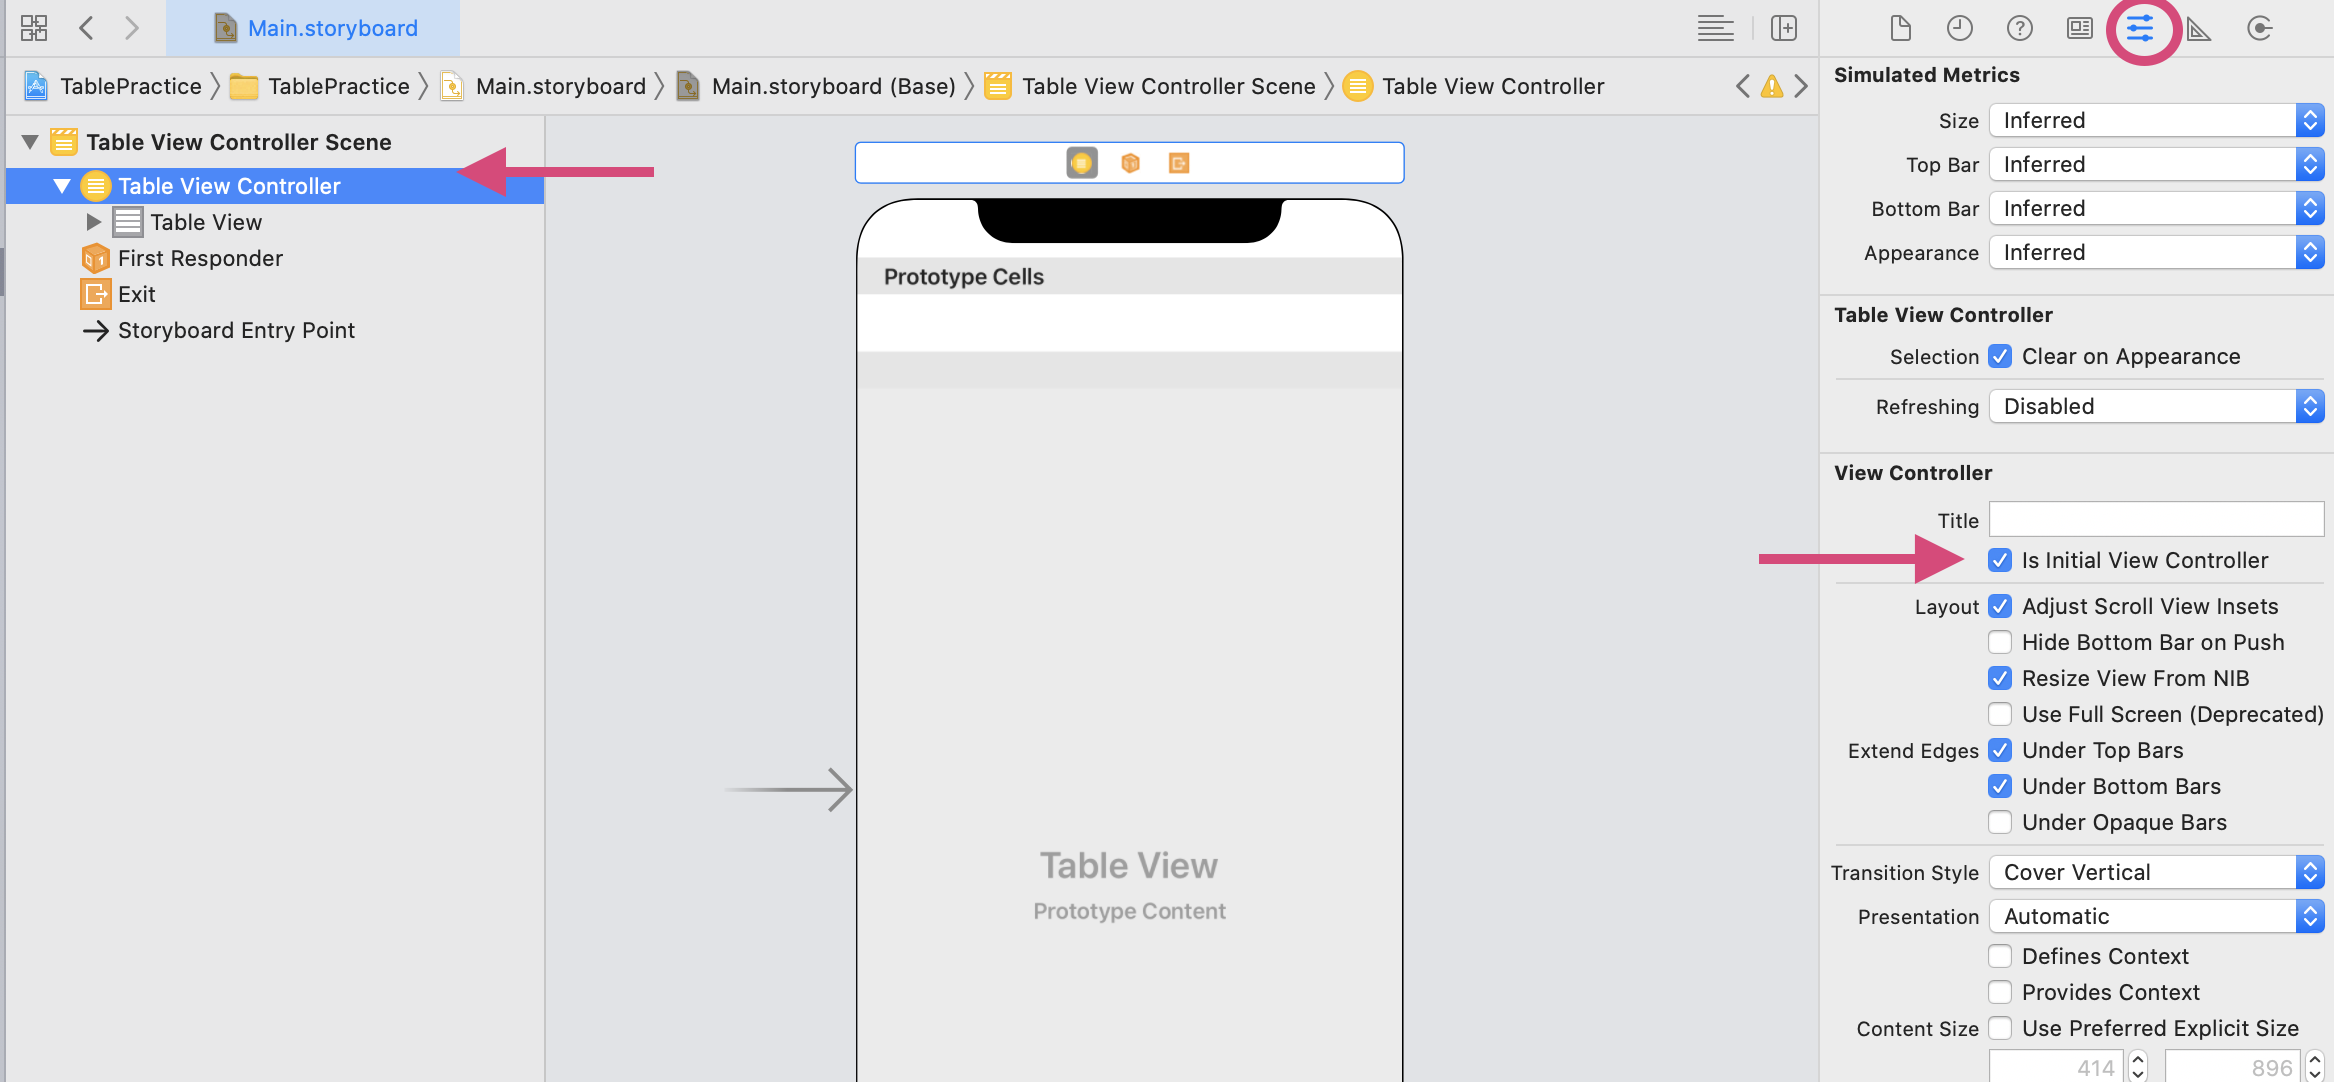 Main.storyboard
TablePractice
TablePractice
Main.storyboard
Main.storyboard (Base)
Table View Controller Scene
Table View Controller
Table View Controller Scene
Table View Controller
Table View
First Responder
Exit
Storyboard Entry Point
Prototype Cells
Table View
Prototype Content
Simulated Metrics
Size Inferred
Top Bar Inferred
Bottom Bar Inferred
Appearance Inferred
Table View Controller
Selection Clear on Appearance
Refreshing Disabled
View Controller
Title
Is Initial View Controller
Layout Adjust Scroll View Insets
Hide Bottom Bar on Push
Resize View From NIB
Use Full Screen (Deprecated)
Extend Edges Under Top Bars
Under Bottom Bars
Under Opaque Bars
Transition Style Cover Vertical
Presentation Automatic
Defines Context
Provides Context
Content Size Use Preferred Explicit Size
414 896